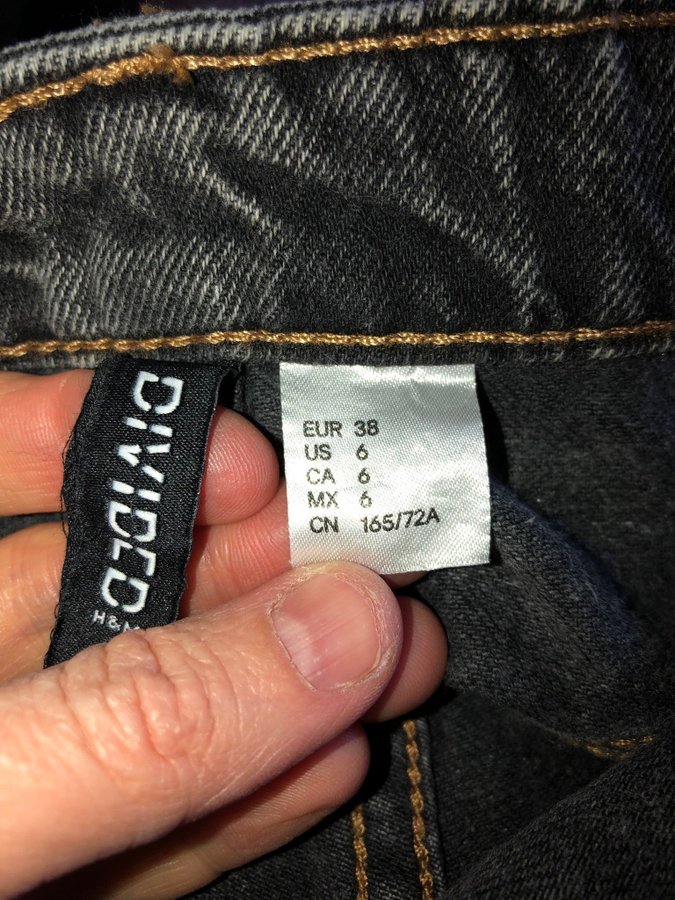 DIVIDED
H&M
EUR 38
US 6
CA 6
MX 6
CN 165/72A